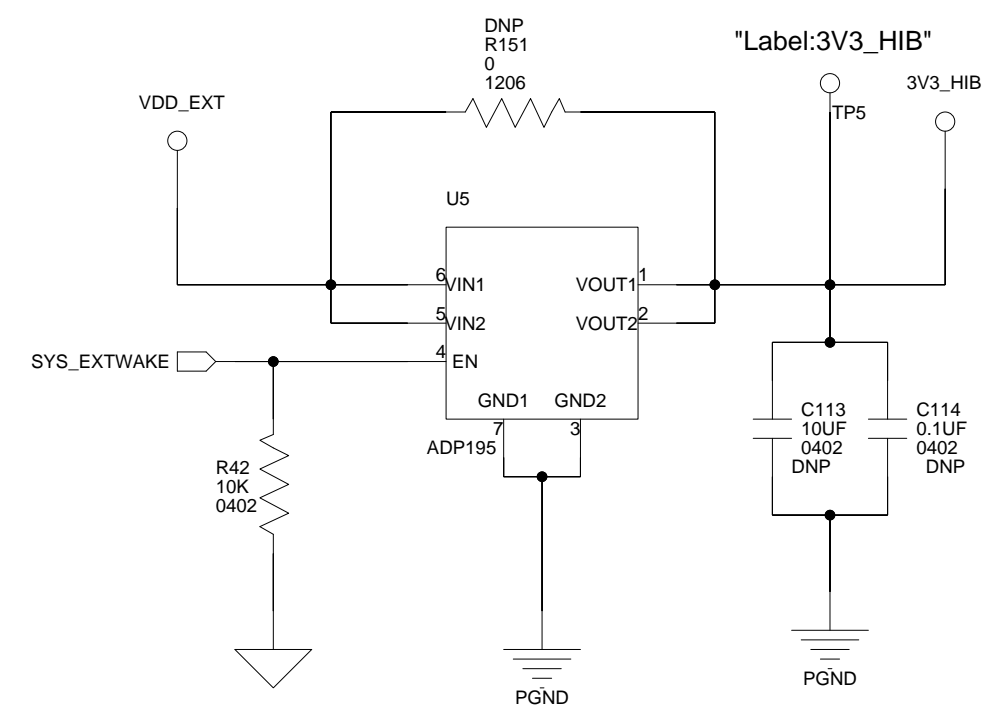 DNP
R151
0
1206
"Label:3V3_HIB"
VDD_EXT
3V3_HIB
TP5
U5
6
VIN1
VOUT1
1
5
VIN2
VOUT2
2
SYS_EXTWAKE
4
EN
GND1
GND2
7
3
ADP195
R42
10K
0402
C113
10UF
0402
DNP
C114
0.1UF
0402
DNP
PGND
PGND